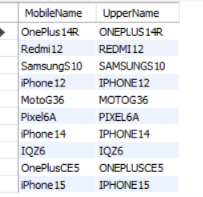 MobileName UpperName
OnePlus14R ONEPLUS14R
Redmi12 REDMI12
SamsungS10 SAMSUNGS10
iPhone12 IPHONE12
MotoG36 MOTOG36
Pixel6A PIXEL6A
iPhone14 IPHONE14
IQZ6 IQZ6
OnePlusCE5 ONEPLUSCE5
iPhone15 IPHONE15